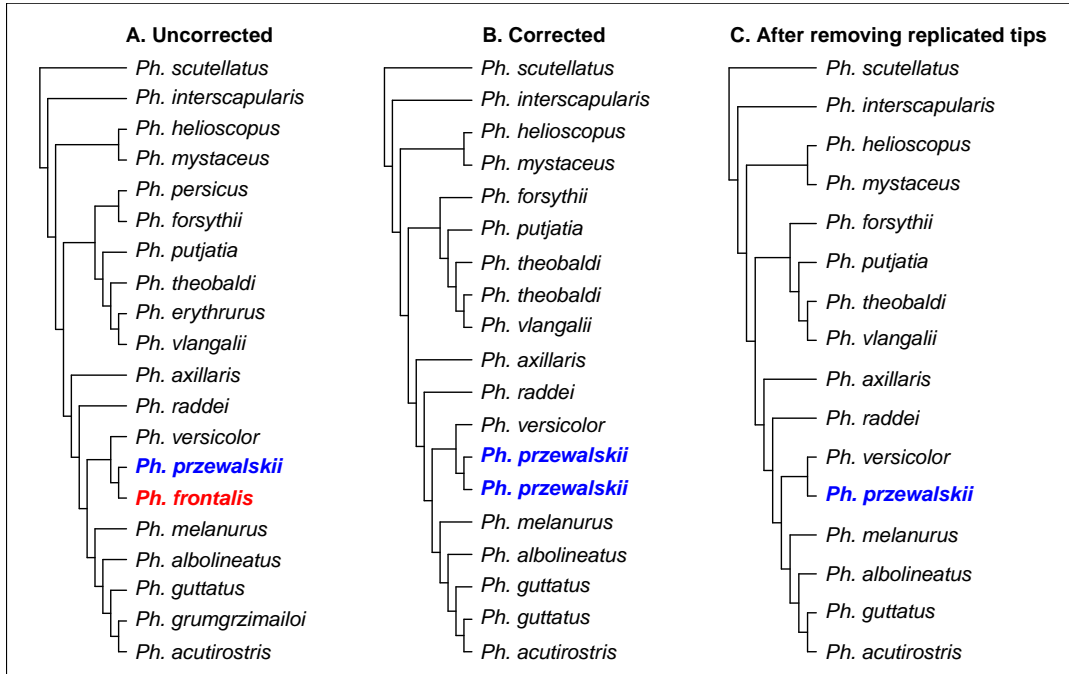 A. Uncorrected
Ph. scutellatus
Ph. interscapularis
Ph. helioscopus
Ph. mystaceus
Ph. persicus
Ph. forsythii
Ph. putjatia
Ph. theobaldi
Ph. erythrurus
Ph. vlangalii
Ph. axillaris
Ph. raddei
Ph. versicolor
Ph. przewalskii
Ph. frontalis
Ph. melanurus
Ph. albolineatus
Ph. guttatus
Ph. grumgrzimailoi
Ph. acutirostris
B. Corrected
Ph. scutellatus
Ph. interscapularis
Ph. helioscopus
Ph. mystaceus
Ph. forsythii
Ph. putjatia
Ph. theobaldi
Ph. theobaldi
Ph. vlangalii
Ph. axillaris
Ph. raddei
Ph. versicolor
Ph. przewalskii
Ph. przewalskii
Ph. melanurus
Ph. albolineatus
Ph. guttatus
Ph. guttatus
Ph. acutirostris
C. After removing replicated tips
Ph. scutellatus
Ph. interscapularis
Ph. helioscopus
Ph. mystaceus
Ph. forsythii
Ph. putjatia
Ph. theobaldi
Ph. vlangalii
Ph. axillaris
Ph. raddei
Ph. versicolor
Ph. przewalskii
Ph. melanurus
Ph. albolineatus
Ph. guttatus
Ph. acutirostris